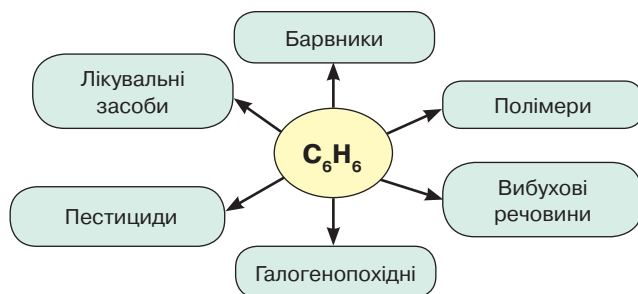 Барвники
Лікувальні
засоби
Полімери
C₆H₆
Пестициди
Вибухові
речовини
Галогенопохідні